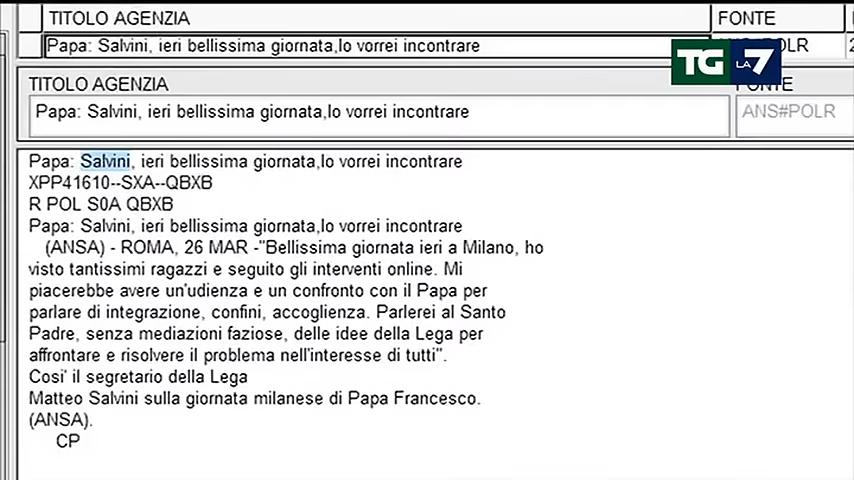 TITOLO AGENZIA FONTE
Papa: Salvini, ieri bellissima giornata,lo vorrei incontrare
TG LA 7
TITOLO AGENZIA FONTE
Papa: Salvini, ieri bellissima giornata,lo vorrei incontrare ANS#POLR
Papa: Salvini, ieri bellissima giornata,lo vorrei incontrare
XPP41610--SXA--QBXB
R POL S0A QBXB
Papa: Salvini, ieri bellissima giornata,lo vorrei incontrare
(ANSA) - ROMA, 26 MAR -"Bellissima giornata ieri a Milano, ho
visto tantissimi ragazzi e seguito gli interventi online. Mi
piacerebbe avere un'udienza e un confronto con il Papa per
parlare di integrazione, confini, accoglienza. Parlerei al Santo
Padre, senza mediazioni faziose, delle idee della Lega per
affrontare e risolvere il problema nell'interesse di tutti".
Cosi' il segretario della Lega
Matteo Salvini sulla giornata milanese di Papa Francesco.
(ANSA).
CP